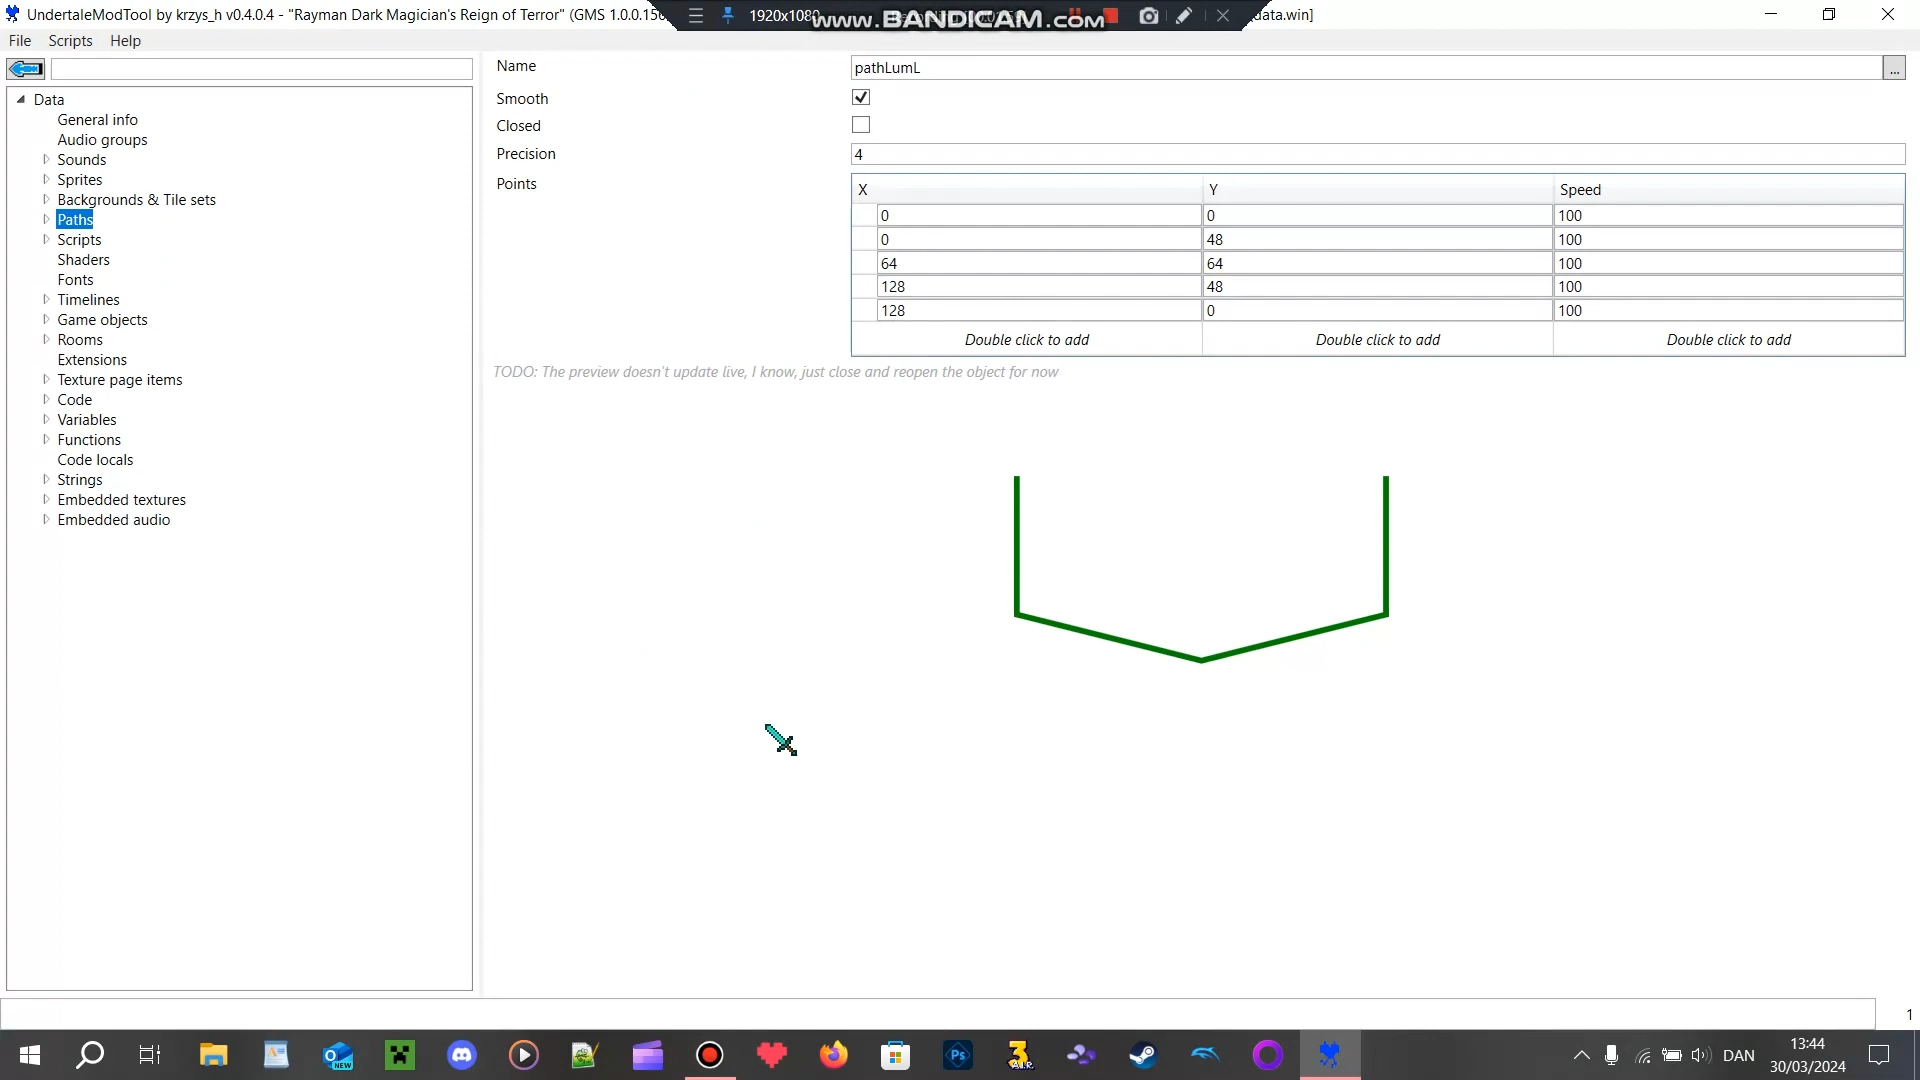 UndertaleModTool by krzys_h v0.4.0.4 - "Rayman Dark Magician's Reign of Terror" (GMS 1.0.0.150
1920x1080
www.BANDICAM.com
data.win]
File Scripts Help
Data
General info
Audio groups
Sounds
Sprites
Backgrounds & Tile sets
Paths
Scripts
Shaders
Fonts
Timelines
Game objects
Rooms
Extensions
Texture page items
Code
Variables
Functions
Code locals
Strings
Embedded textures
Embedded audio
Name pathLumL ...
Smooth
Closed
Precision 4
Points
X Y Speed
0 0 100
0 48 100
64 64 100
128 48 100
128 0 100
Double click to add Double click to add Double click to add
TODO: The preview doesn't update live, I know, just close and reopen the object for now
1
NEW
Ps
3
A.I.R.
DAN
13:44
30/03/2024